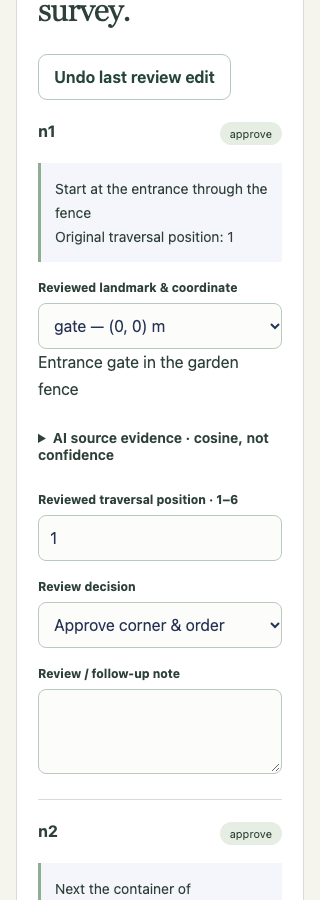 survey.
Undo last review edit
n1
approve
Start at the entrance through the
fence
Original traversal position: 1
Reviewed landmark & coordinate
gate — (0, 0) m
Entrance gate in the garden
fence
AI source evidence · cosine, not
confidence
Reviewed traversal position · 1–6
1
Review decision
Approve corner & order
Review / follow-up note
n2
approve
Next the container of